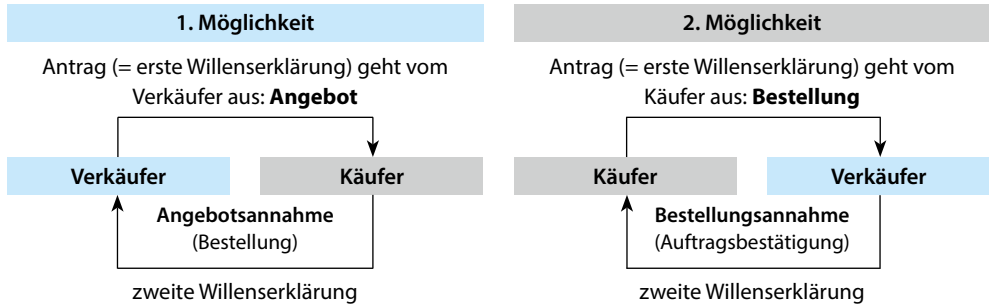 1. Möglichkeit
Antrag (= erste Willenserklärung) geht vom
Verkäufer aus: Angebot
Verkäufer
Käufer
Angebotsannahme
(Bestellung)
zweite Willenserklärung
2. Möglichkeit
Antrag (= erste Willenserklärung) geht vom
Käufer aus: Bestellung
Käufer
Verkäufer
Bestellungsannahme
(Auftragsbestätigung)
zweite Willenserklärung